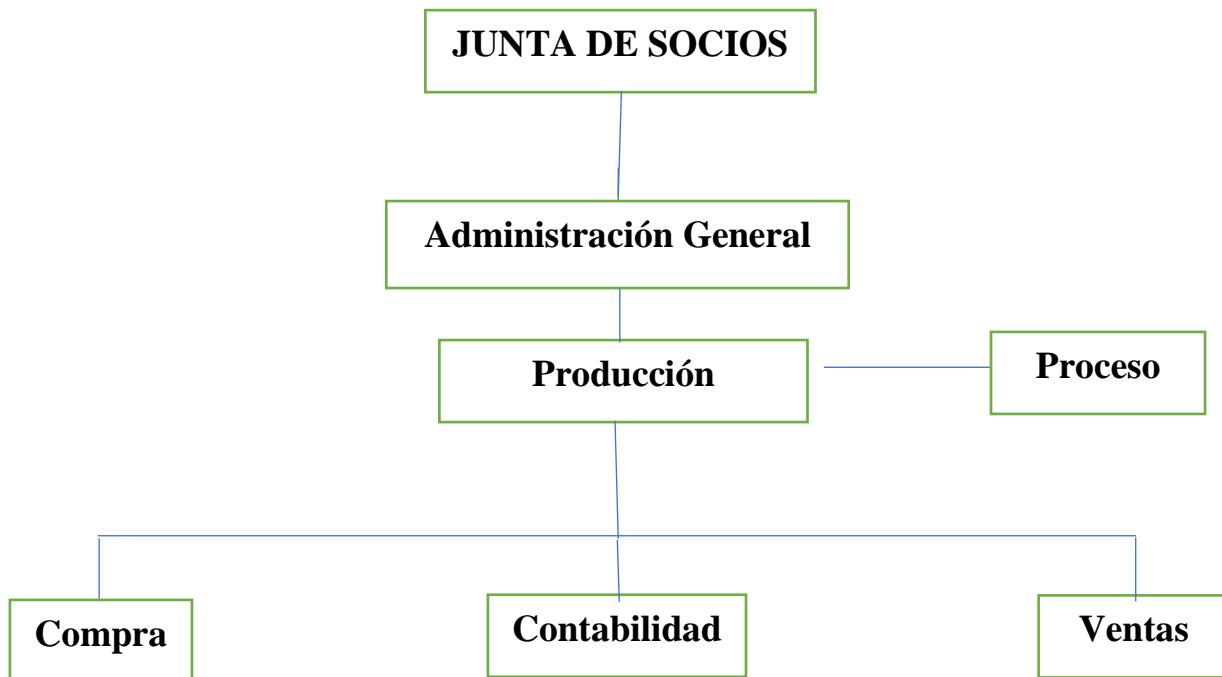 JUNTA DE SOCIOS
Administración General
Producción
Proceso
Compra
Contabilidad
Ventas